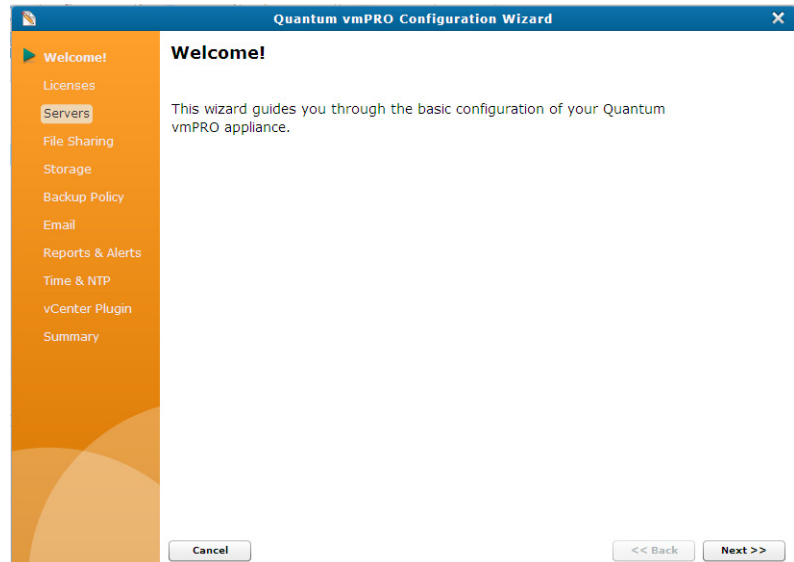 Quantum vmPRO Configuration Wizard
Welcome!
Licenses
Servers
File Sharing
Storage
Backup Policy
Email
Reports & Alerts
Time & NTP
vCenter Plugin
Summary
Welcome!
This wizard guides you through the basic configuration of your Quantum
vmPRO appliance.
Cancel
<< Back
Next >>